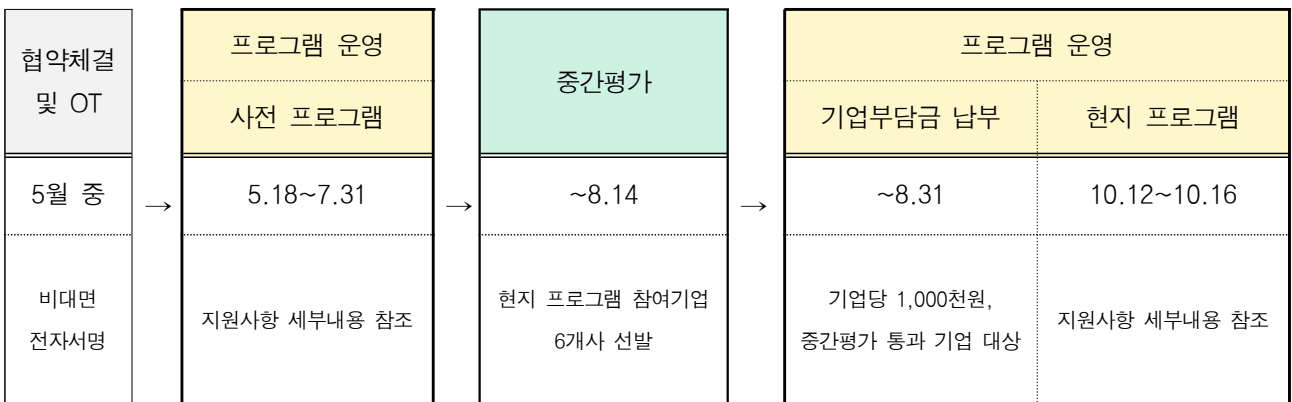 협약체결
및 OT
프로그램 운영
사전 프로그램
중간평가
프로그램 운영
기업부담금 납부
현지 프로그램
5월 중
→
5.18~7.31
→
~8.14
→
~8.31
10.12~10.16
비대면
전자서명
지원사항 세부내용 참조
현지 프로그램 참여기업
6개사 선발
기업당 1,000천원,
중간평가 통과 기업 대상
지원사항 세부내용 참조